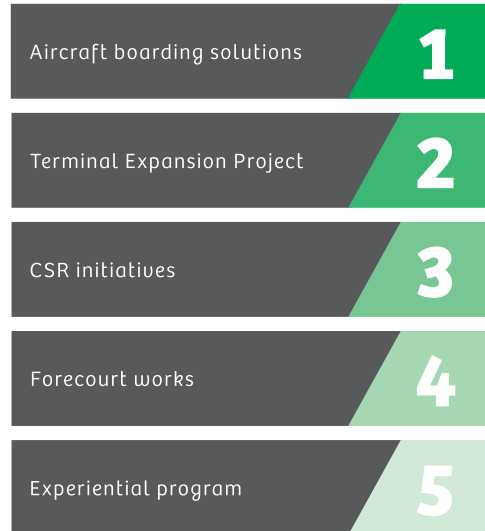 Aircraft boarding solutions 1
Terminal Expansion Project 2
CSR initiatives 3
Forecourt works 4
Experiential program 5